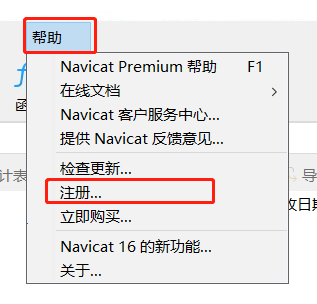 帮助
Navicat Premium 帮助 F1
在线文档
Navicat 客户服务中心...
提供 Navicat 反馈意见...
检查更新...
注册...
立即购买...
Navicat 16 的新功能...
关于...
函
计表
导
改日期